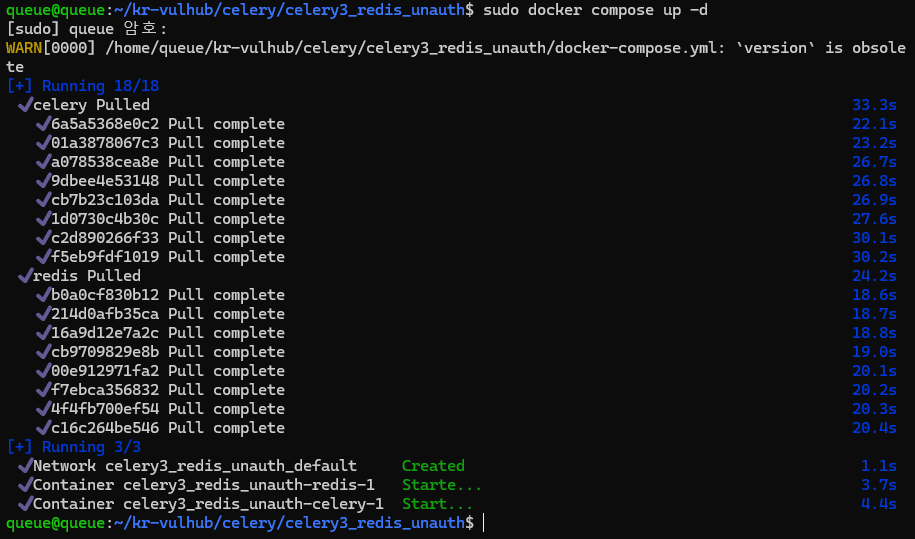 queue@queue:~/kr-vulhub/celery/celery3_redis_unauth$ sudo docker compose up -d
[sudo] queue 암호:
WARN[0000] /home/queue/kr-vulhub/celery/celery3_redis_unauth/docker-compose.yml: `version` is obsole
te
[+] Running 18/18
✔celery Pulled 33.3s
✔6a5a5368e0c2 Pull complete 22.1s
✔01a3878067c3 Pull complete 23.2s
✔a078538cea8e Pull complete 26.7s
✔9dbee4e53148 Pull complete 26.8s
✔cb7b23c103da Pull complete 26.9s
✔1d0730c4b30c Pull complete 27.6s
✔c2d890266f33 Pull complete 30.1s
✔f5eb9fdf1019 Pull complete 30.2s
✔redis Pulled 24.2s
✔b0a0cf830b12 Pull complete 18.6s
✔214d0afb35ca Pull complete 18.7s
✔16a9d12e7a2c Pull complete 18.8s
✔cb9709829e8b Pull complete 19.0s
✔00e912971fa2 Pull complete 20.1s
✔f7ebca356832 Pull complete 20.2s
✔4f4fb700ef54 Pull complete 20.3s
✔c16c264be546 Pull complete 20.4s
[+] Running 3/3
✔Network celery3_redis_unauth_default Created 1.1s
✔Container celery3_redis_unauth-redis-1 Starte... 3.7s
✔Container celery3_redis_unauth-celery-1 Start... 4.4s
queue@queue:~/kr-vulhub/celery/celery3_redis_unauth$